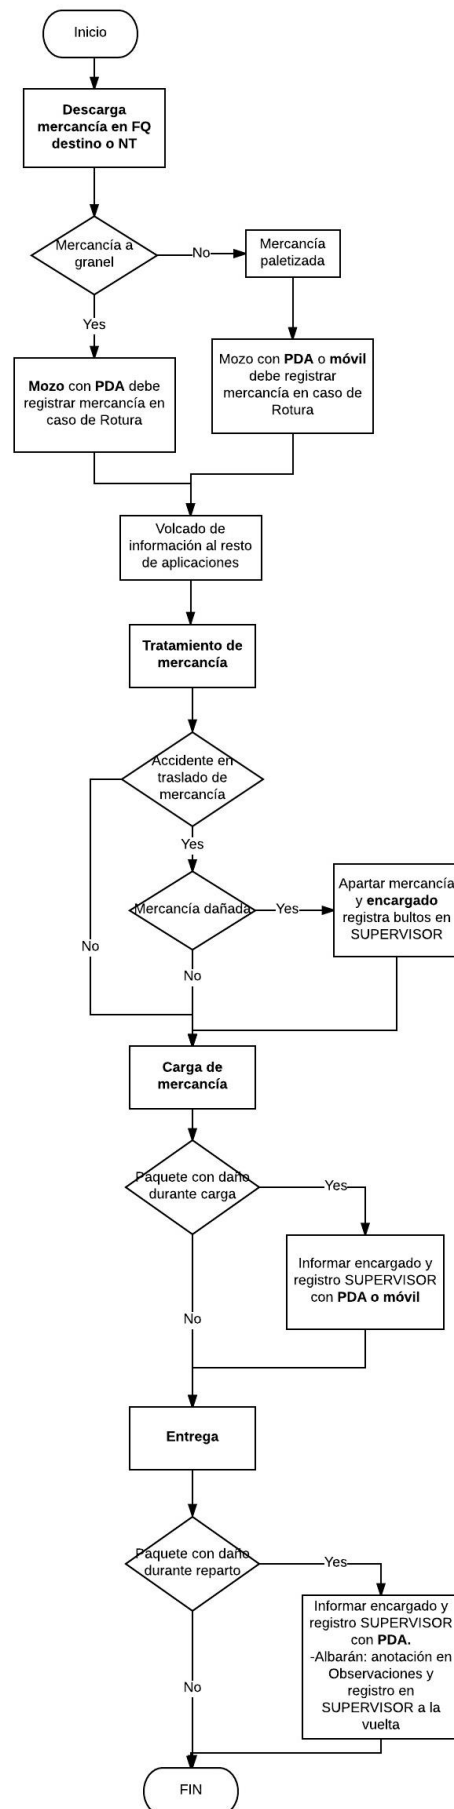 Inicio
Descarga
mercancía en FQ
destino o NT
Mercancía a
granel
No
Mercancía
paletizada
Yes
Mozo con PDA debe
registrar mercancía en
caso de Rotura
Mozo con PDA o móvil
debe registrar
mercancía en caso de
Rotura
Volcado de
información al resto
de aplicaciones
Tratamiento de
mercancía
Accidente en
traslado de
mercancía
Yes
Mercancía dañada
Yes
Apartar mercancía
y encargado
registra bultos en
SUPERVISOR
No
No
Carga de
mercancía
Paquete con daño
durante carga
Yes
Informar encargado y
registro SUPERVISOR
con PDA o móvil
No
Entrega
Paquete con daño
durante reparto
Yes
Informar encargado y
registro SUPERVISOR
con PDA.
-Albarán: anotación en
Observaciones y
registro en
SUPERVISOR a la
vuelta
No
FIN